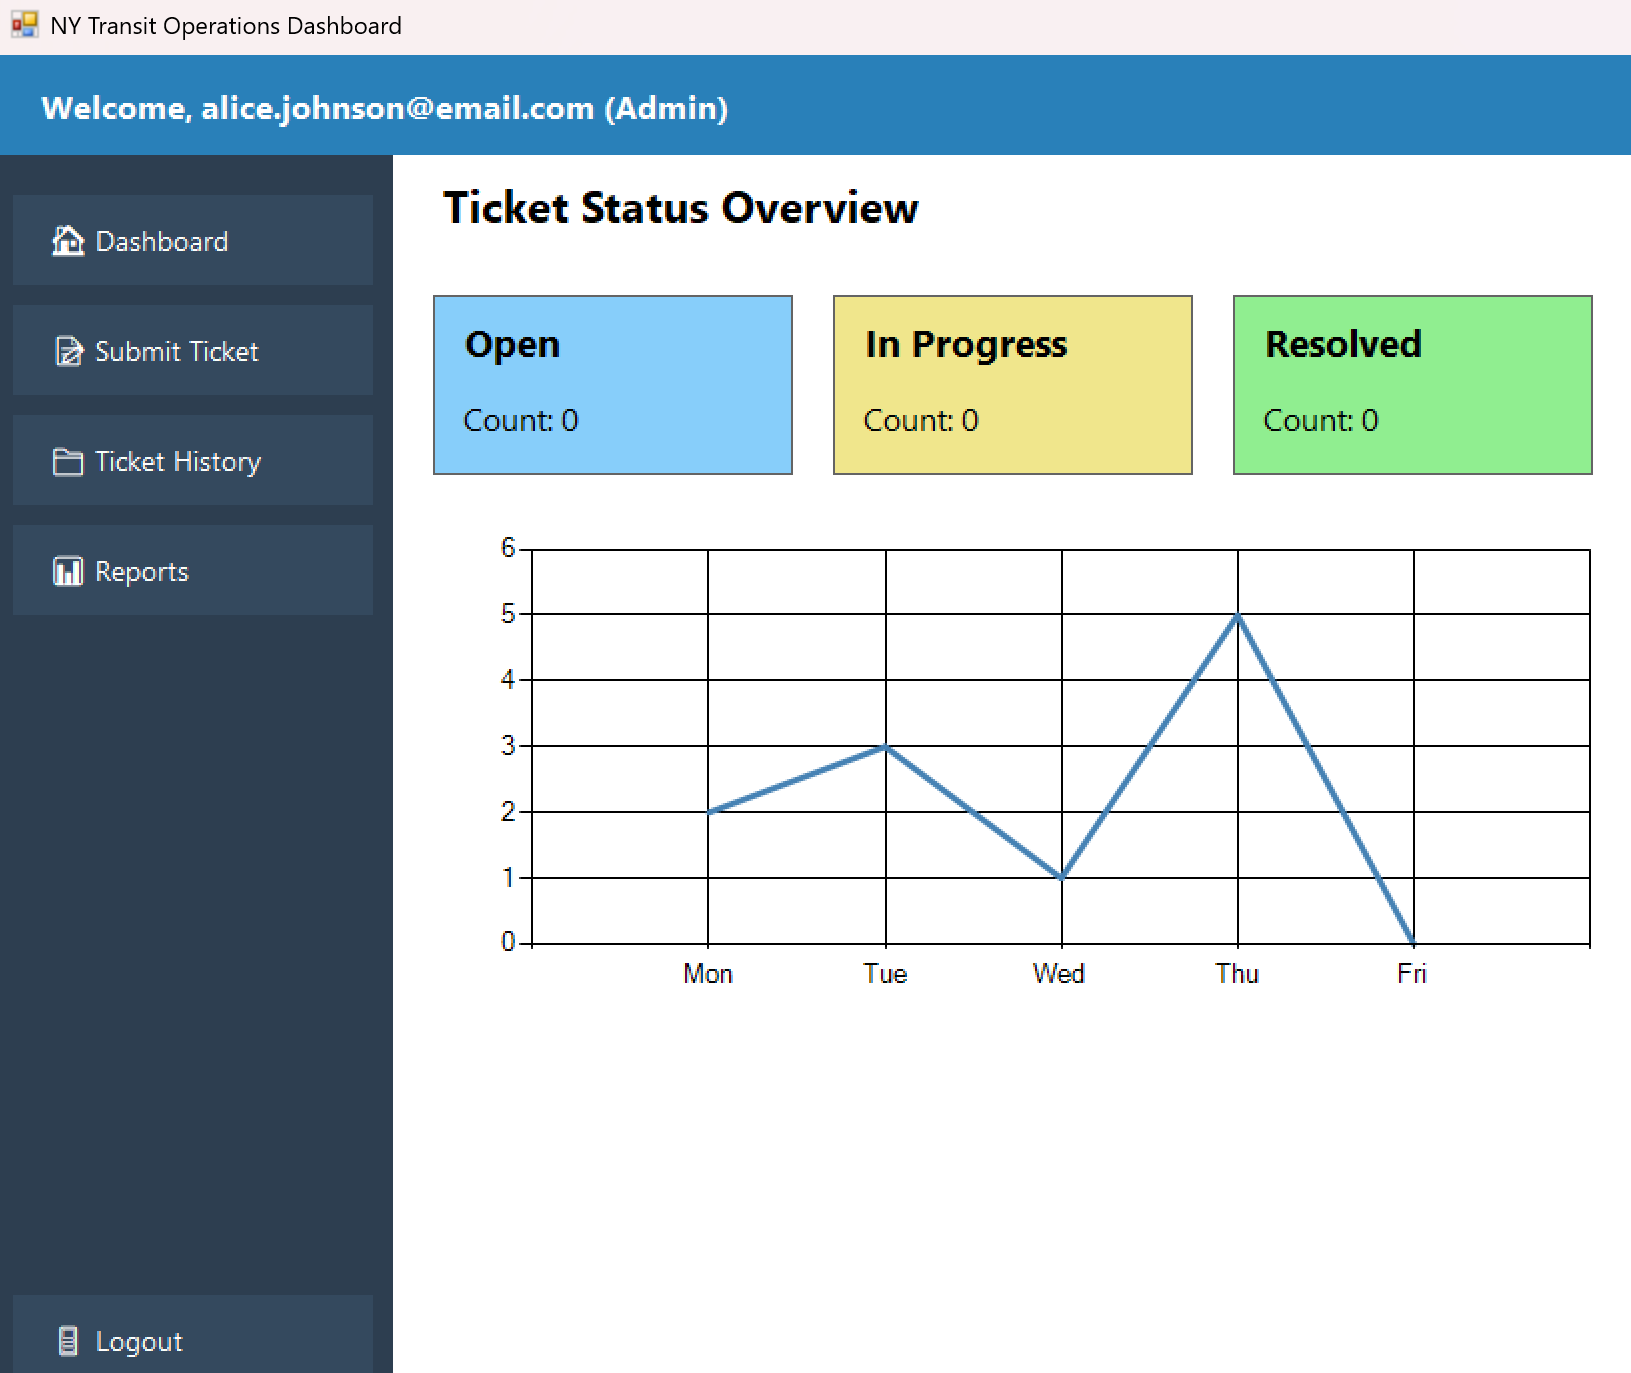 NY Transit Operations Dashboard
Welcome, alice.johnson@email.com (Admin)
Dashboard
Submit Ticket
Ticket History
Reports
Logout
Ticket Status Overview
Open
Count: 0
In Progress
Count: 0
Resolved
Count: 0
6
5
4
3
2
1
0
Mon Tue Wed Thu Fri